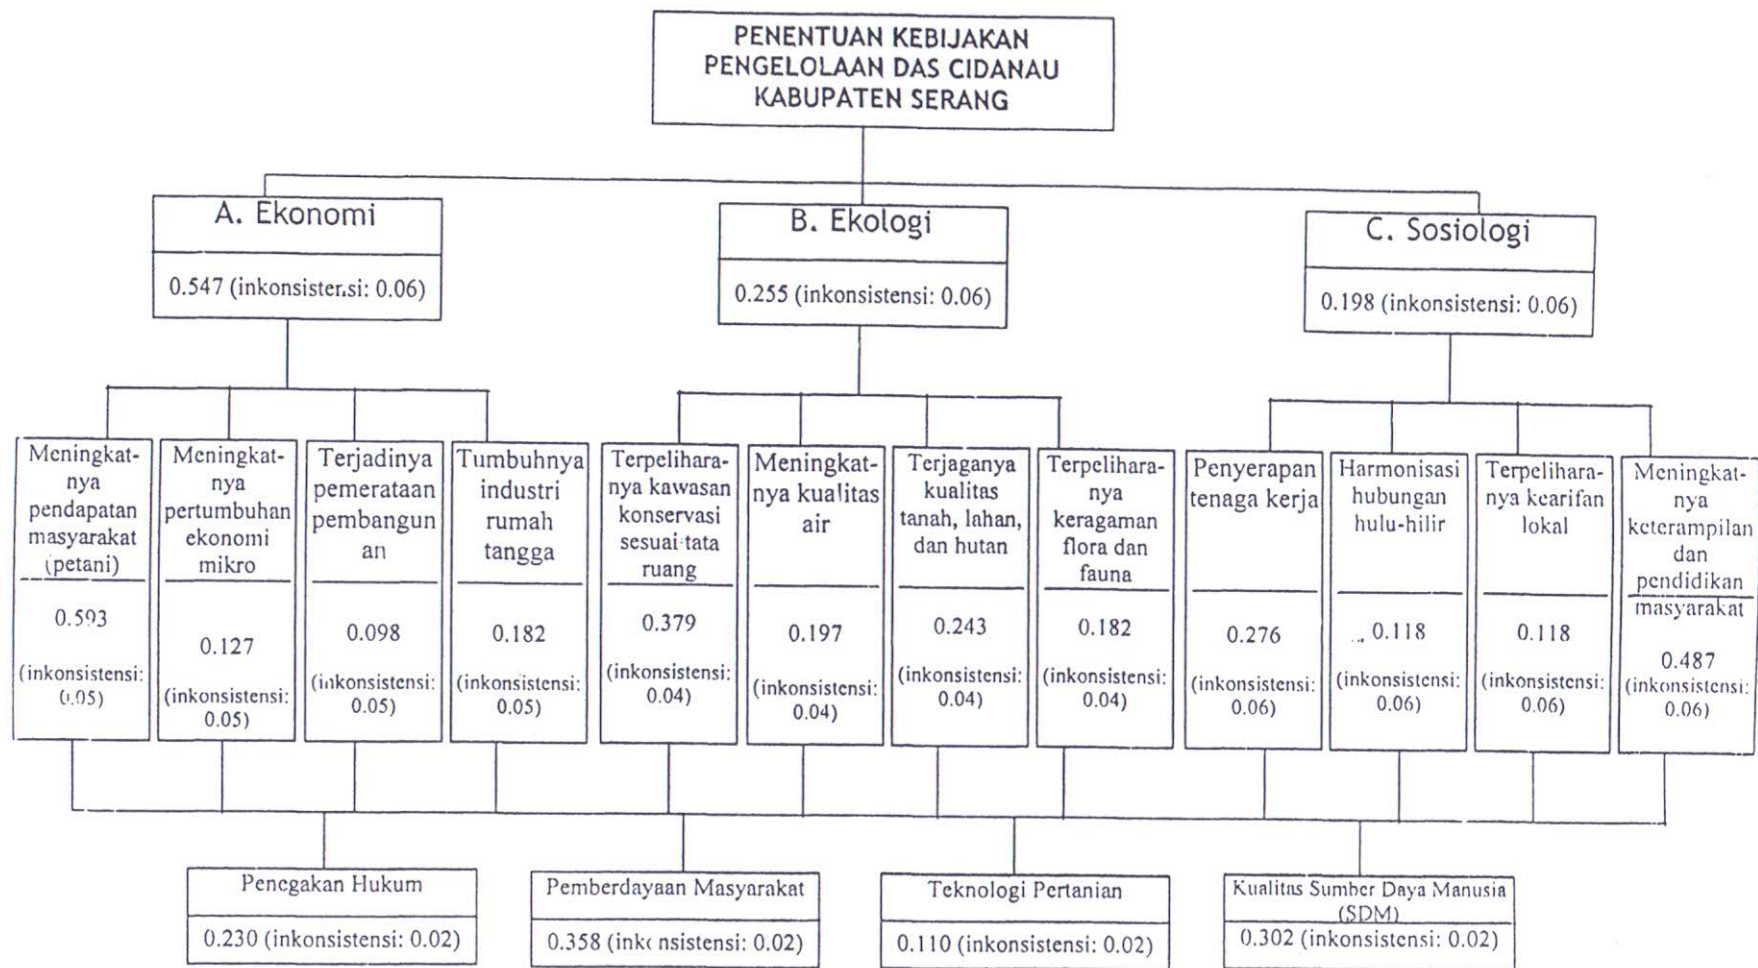 PENENTUAN KEBIJAKAN
PENGELOLAAN DAS CIDANAU
KABUPATEN SERANG
A. Ekonomi
0.547 (inkonsistensi: 0.06)
B. Ekologi
0.255 (inkonsistensi: 0.06)
C. Sosiologi
0.198 (inkonsistensi: 0.06)
Meningkat-
nya
pendapatan
masyarakat
(petani)
0.593
(inkonsistensi:
0.05)
Meningkat-
nya
pertumbuhan
ekonomi
mikro
0.127
(inkonsistensi:
0.05)
Terjadinya
pemerataan
pembangun
an
0.098
(inkonsistensi:
0.05)
Tumbuhnya
industri
rumah
tangga
0.182
(inkonsistensi:
0.05)
Terpelihara-
nya kawasan
konservasi
sesuai tata
ruang
0.379
(inkonsistensi:
0.04)
Meningkat-
nya kualitas
air
0.197
(inkonsistensi:
0.04)
Terjaganya
kualitas
tanah, lahan,
dan hutan
0.243
(inkonsistensi:
0.04)
Terpelihara-
nya
keragaman
flora dan
fauna
0.182
(inkonsistensi:
0.04)
Penyerapan
tenaga kerja
0.276
(inkonsistensi:
0.06)
Harmonisasi
hubungan
hulu-hilir
0.118
(inkonsistensi:
0.06)
Terpelihara-
nya kearifan
lokal
0.118
(inkonsistensi:
0.06)
Meningkat-
nya
keterampilan
dan
pendidikan
masyarakat
0.487
(inkonsistensi:
0.06)
Penegakan Hukum
0.230 (inkonsistensi: 0.02)
Pemberdayaan Masyarakat
0.358 (inkonsistensi: 0.02)
Teknologi Pertanian
0.110 (inkonsistensi: 0.02)
Kualitas Sumber Daya Manusia
(SDM)
0.302 (inkonsistensi: 0.02)